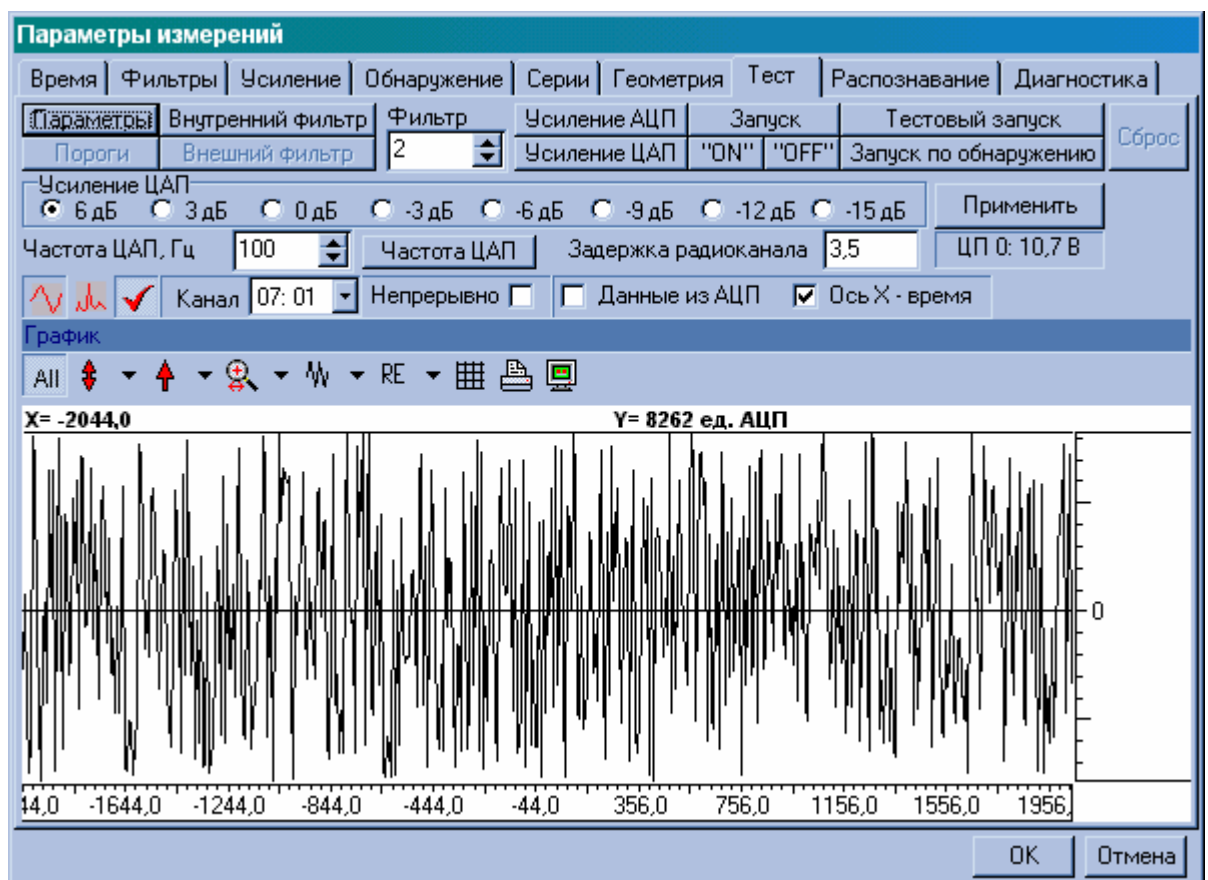 Параметры измерений
Время Фильтры Усиление Обнаружение Серии Геометрия Тест Распознавание Диагностика
Параметры Внутренний фильтр Фильтр Усиление АЦП Запуск Тестовый запуск Сброс
Пороги Внешний фильтр 2 Усиление ЦАП "ON" "OFF" Запуск по обнаружению
Усиление ЦАП
6 дБ 3 дБ 0 дБ -3 дБ -6 дБ -9 дБ -12 дБ -15 дБ Применить
Частота ЦАП, Гц 100 Частота ЦАП Задержка радиоканала 3,5 ЦП 0: 10,7 В
Канал 07: 01 Непрерывно Данные из АЦП Ось X - время
График
All RE
X= -2044,0 Y= 8262 ед. АЦП
0
44,0 -1644,0 -1244,0 -844,0 -444,0 -44,0 356,0 756,0 1156,0 1556,0 1956,
OK Отмена